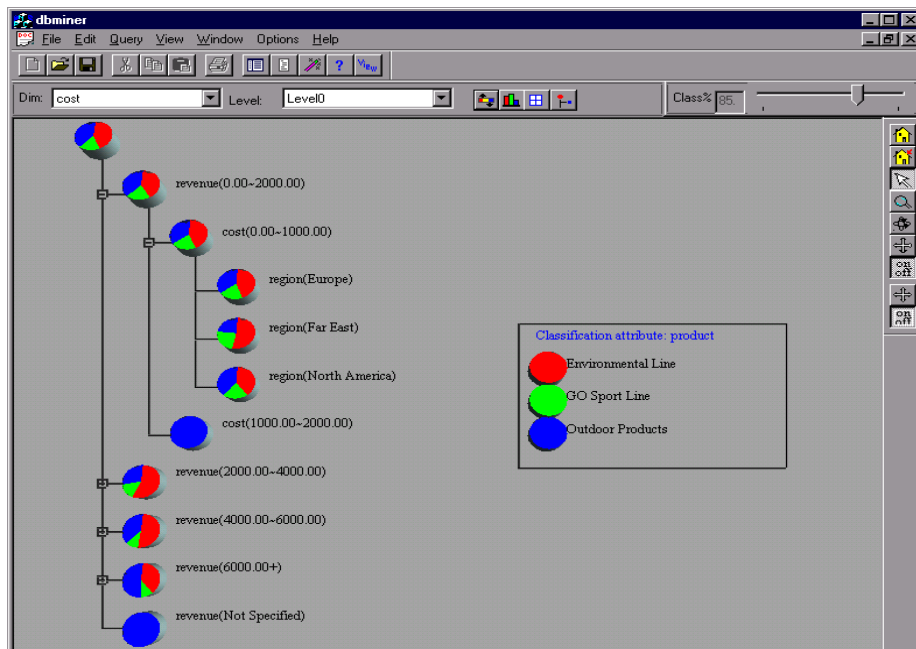 dbminer
File Edit Query View Window Options Help
? View
Dim: cost Level: Level0 Class% 85.
revenue(0.00~2000.00)
cost(0.00~1000.00)
region(Europe)
region(Far East)
region(North America)
cost(1000.00~2000.00)
revenue(2000.00~4000.00)
revenue(4000.00~6000.00)
revenue(6000.00+)
revenue(Not Specified)
Classification attribute: product
Environmental Line
GO Sport Line
Outdoor Products
on
off
on
off